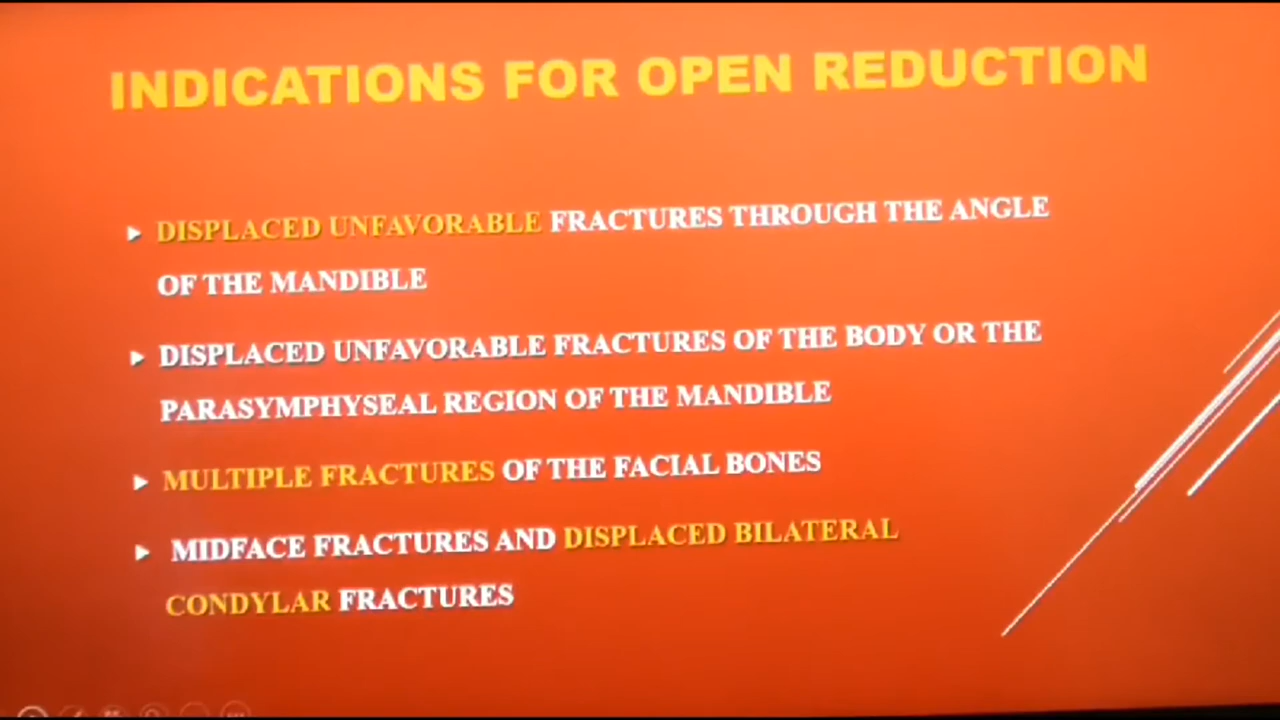 INDICATIONS FOR OPEN REDUCTION
DISPLACED UNFAVORABLE FRACTURES THROUGH THE ANGLE
OF THE MANDIBLE
DISPLACED UNFAVORABLE FRACTURES OF THE BODY OR THE
PARASYMPHYSEAL REGION OF THE MANDIBLE
MULTIPLE FRACTURES OF THE FACIAL BONES
MIDFACE FRACTURES AND DISPLACED BILATERAL
CONDYLAR FRACTURES